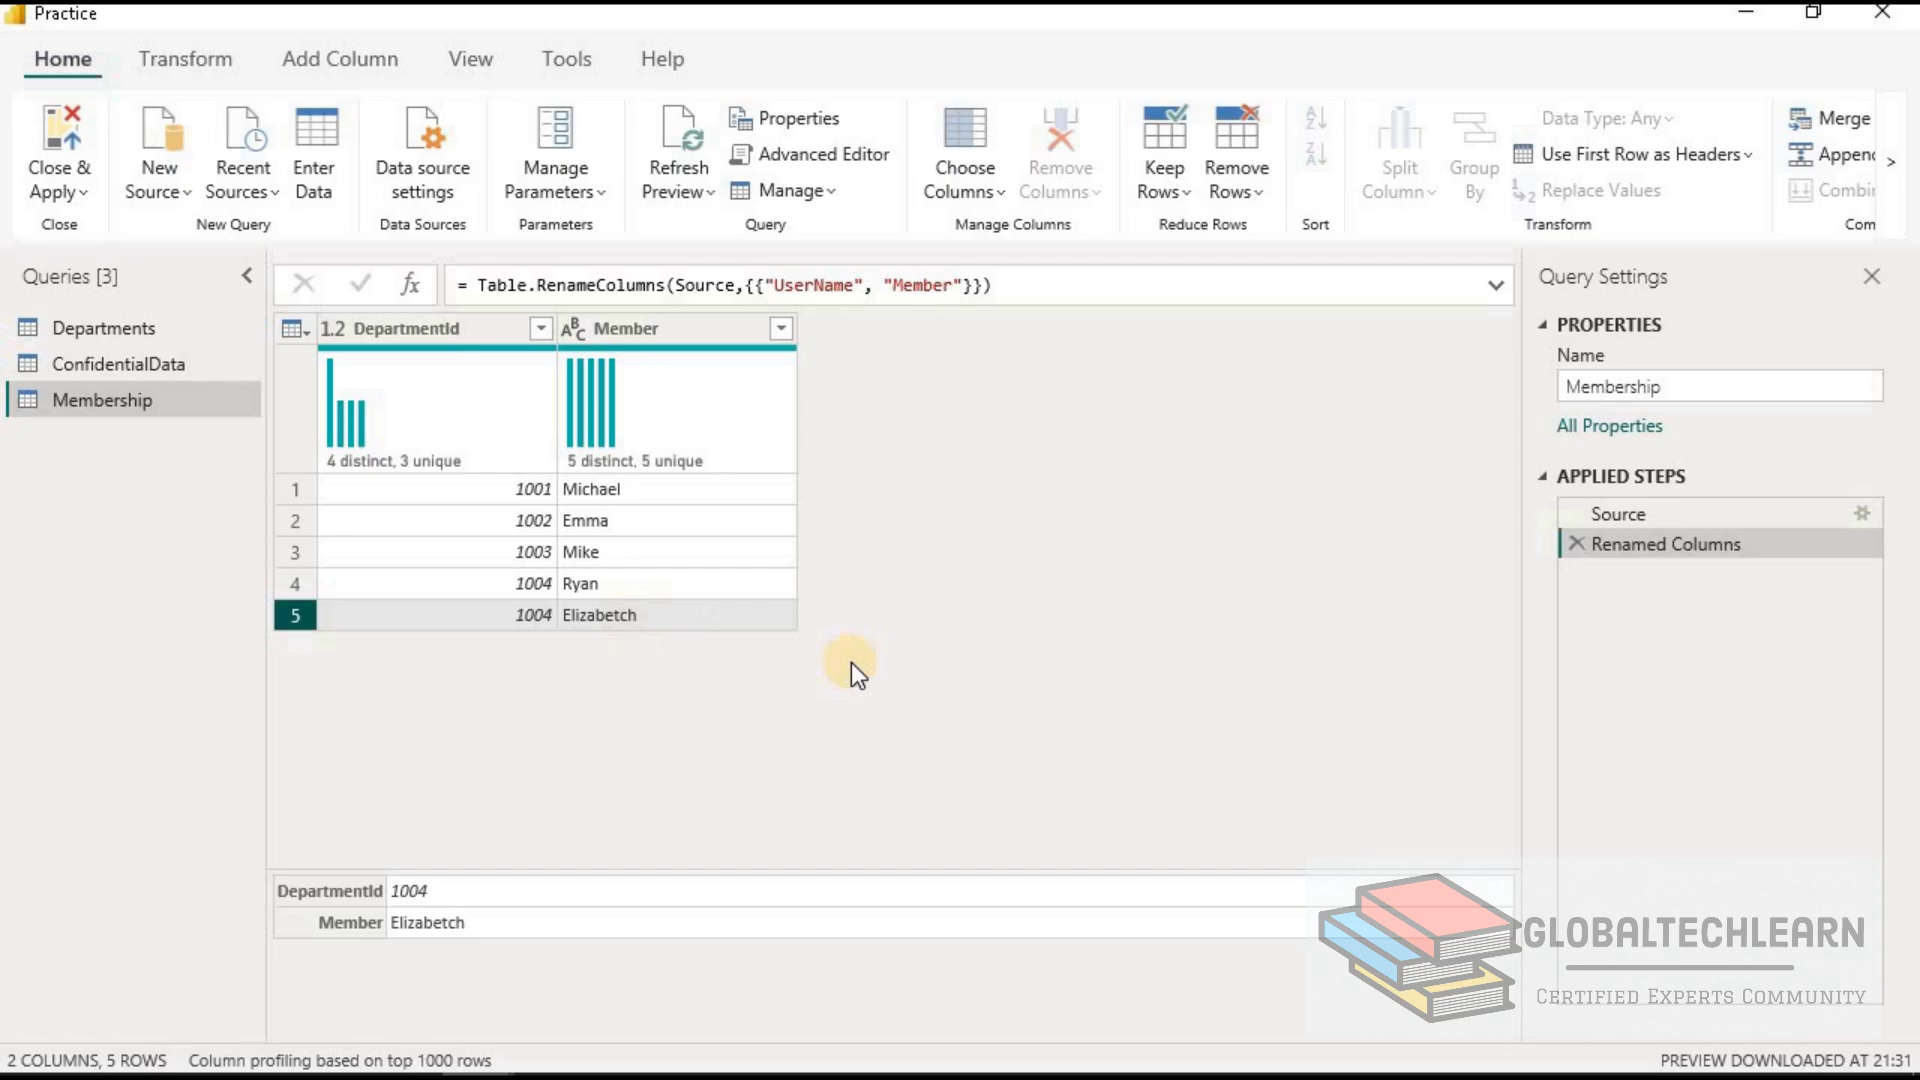 Practice
Home Transform Add Column View Tools Help
Close & Apply
New Source
Recent Sources
Enter Data
Data source settings
Manage Parameters
Refresh Preview
Properties
Advanced Editor
Manage
Choose Columns
Remove Columns
Keep Rows
Remove Rows
Split Column
Group By
Data Type: Any
Use First Row as Headers
Replace Values
Merge
Appen
Combi
Close New Query Data Sources Parameters Query Manage Columns Reduce Rows Sort Transform Com
Queries [3]
Departments
ConfidentialData
Membership
fx = Table.RenameColumns(Source,{{"UserName", "Member"}})
1.2 DepartmentId ABC Member
4 distinct, 3 unique 5 distinct, 5 unique
1 1001 Michael
2 1002 Emma
3 1003 Mike
4 1004 Ryan
5 1004 Elizabetch
DepartmentId 1004
Member Elizabetch
Query Settings
PROPERTIES
Name
Membership
All Properties
APPLIED STEPS
Source
Renamed Columns
GLOBALTECHLEARN
CERTIFIED EXPERTS COMMUNITY
2 COLUMNS, 5 ROWS Column profiling based on top 1000 rows PREVIEW DOWNLOADED AT 21:31